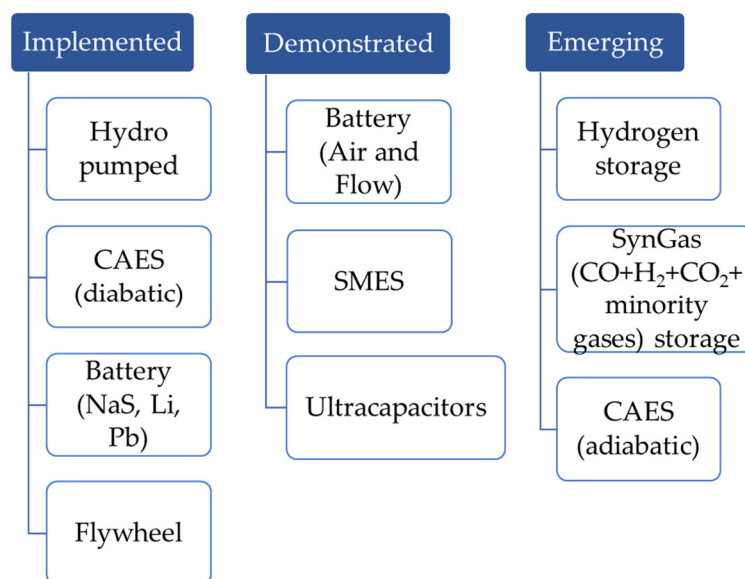 Implemented
Hydro
pumped
CAES
(diabatic)
Battery
(NaS, Li,
Pb)
Flywheel
Demonstrated
Battery
(Air and
Flow)
SMES
Ultracapacitors
Emerging
Hydrogen
storage
SynGas
(CO+H₂+CO₂+
minority
gases) storage
CAES
(adiabatic)